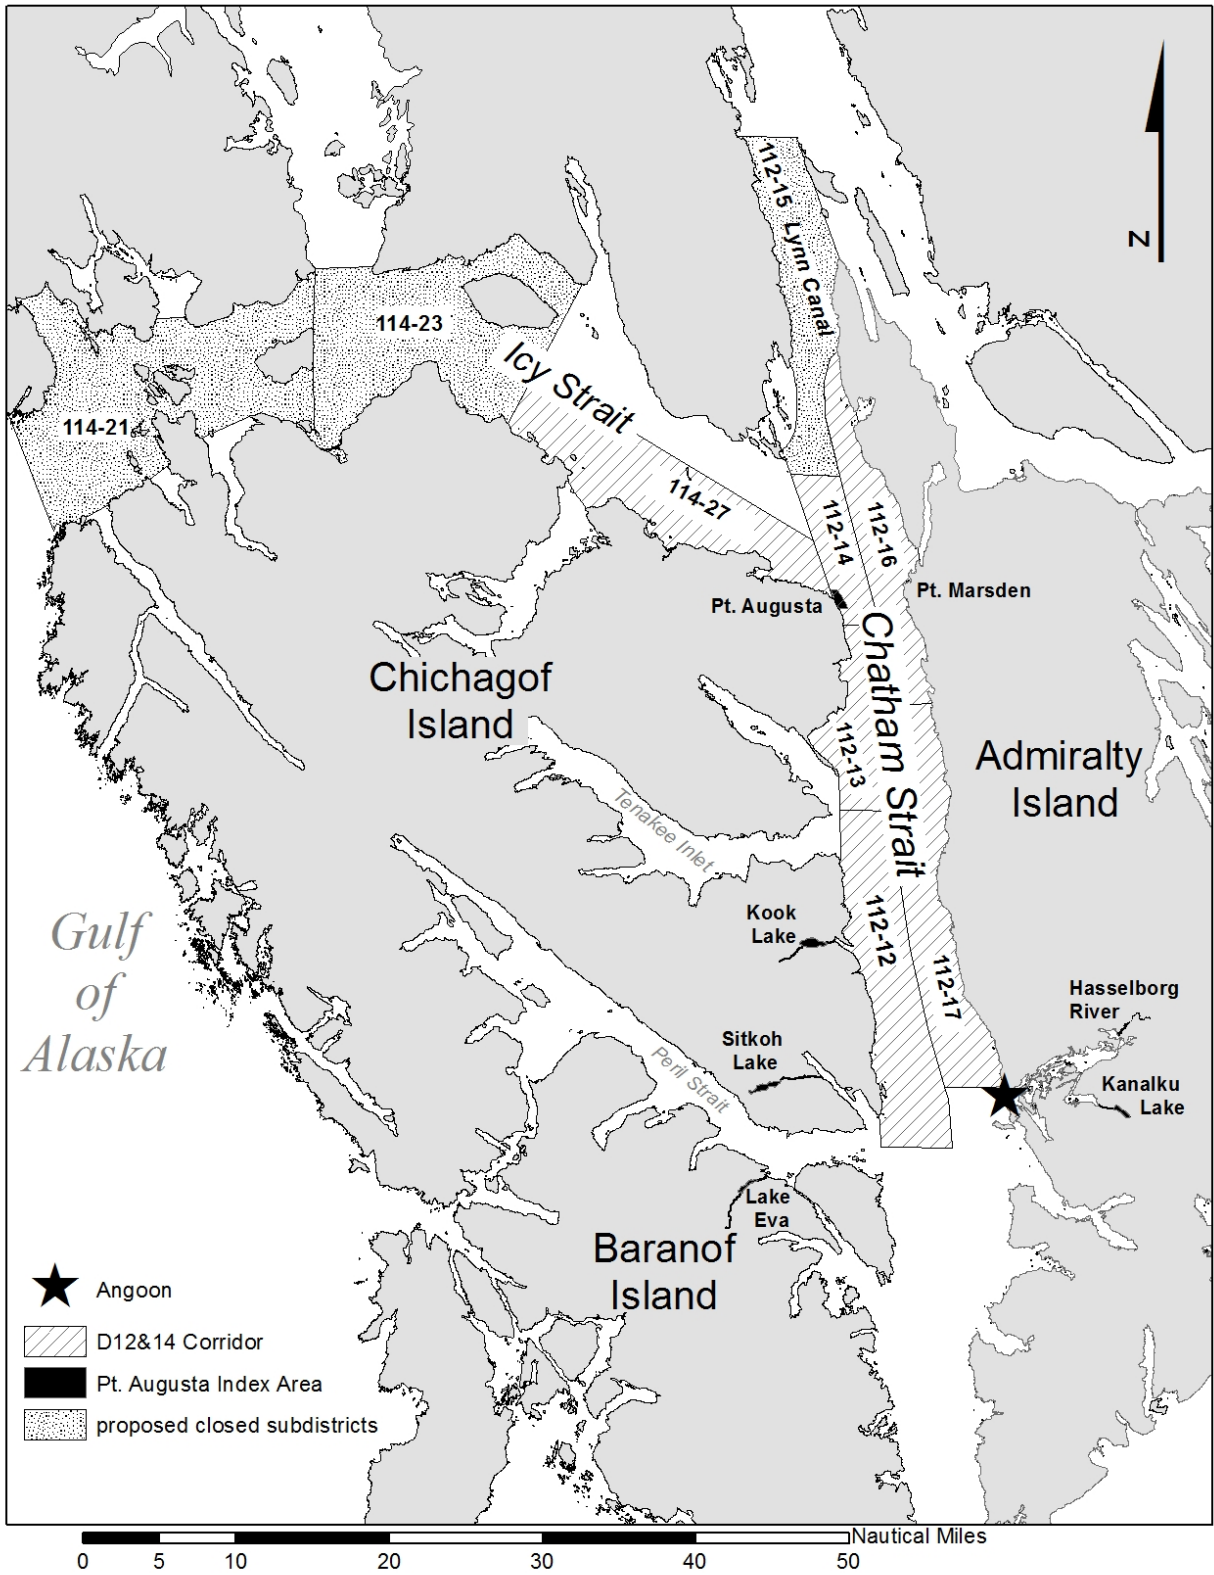 112-15
Lynn Canal
114-23
Icy Strait
114-21
114-27
112-14
112-16
Pt. Augusta
Pt. Marsden
Chatham Strait
Chichagof
Island
112-13
Admiralty
Island
Tenakee Inlet
Kook
Lake
112-12
Gulf
of
Alaska
112-17
Hasselborg
River
Sitkoh
Lake
Peril Strait
Kanalku
Lake
Lake
Eva
Baranof
Island
N
Angoon
D12&14 Corridor
Pt. Augusta Index Area
proposed closed subdistricts
Nautical Miles
0 5 10 20 30 40 50